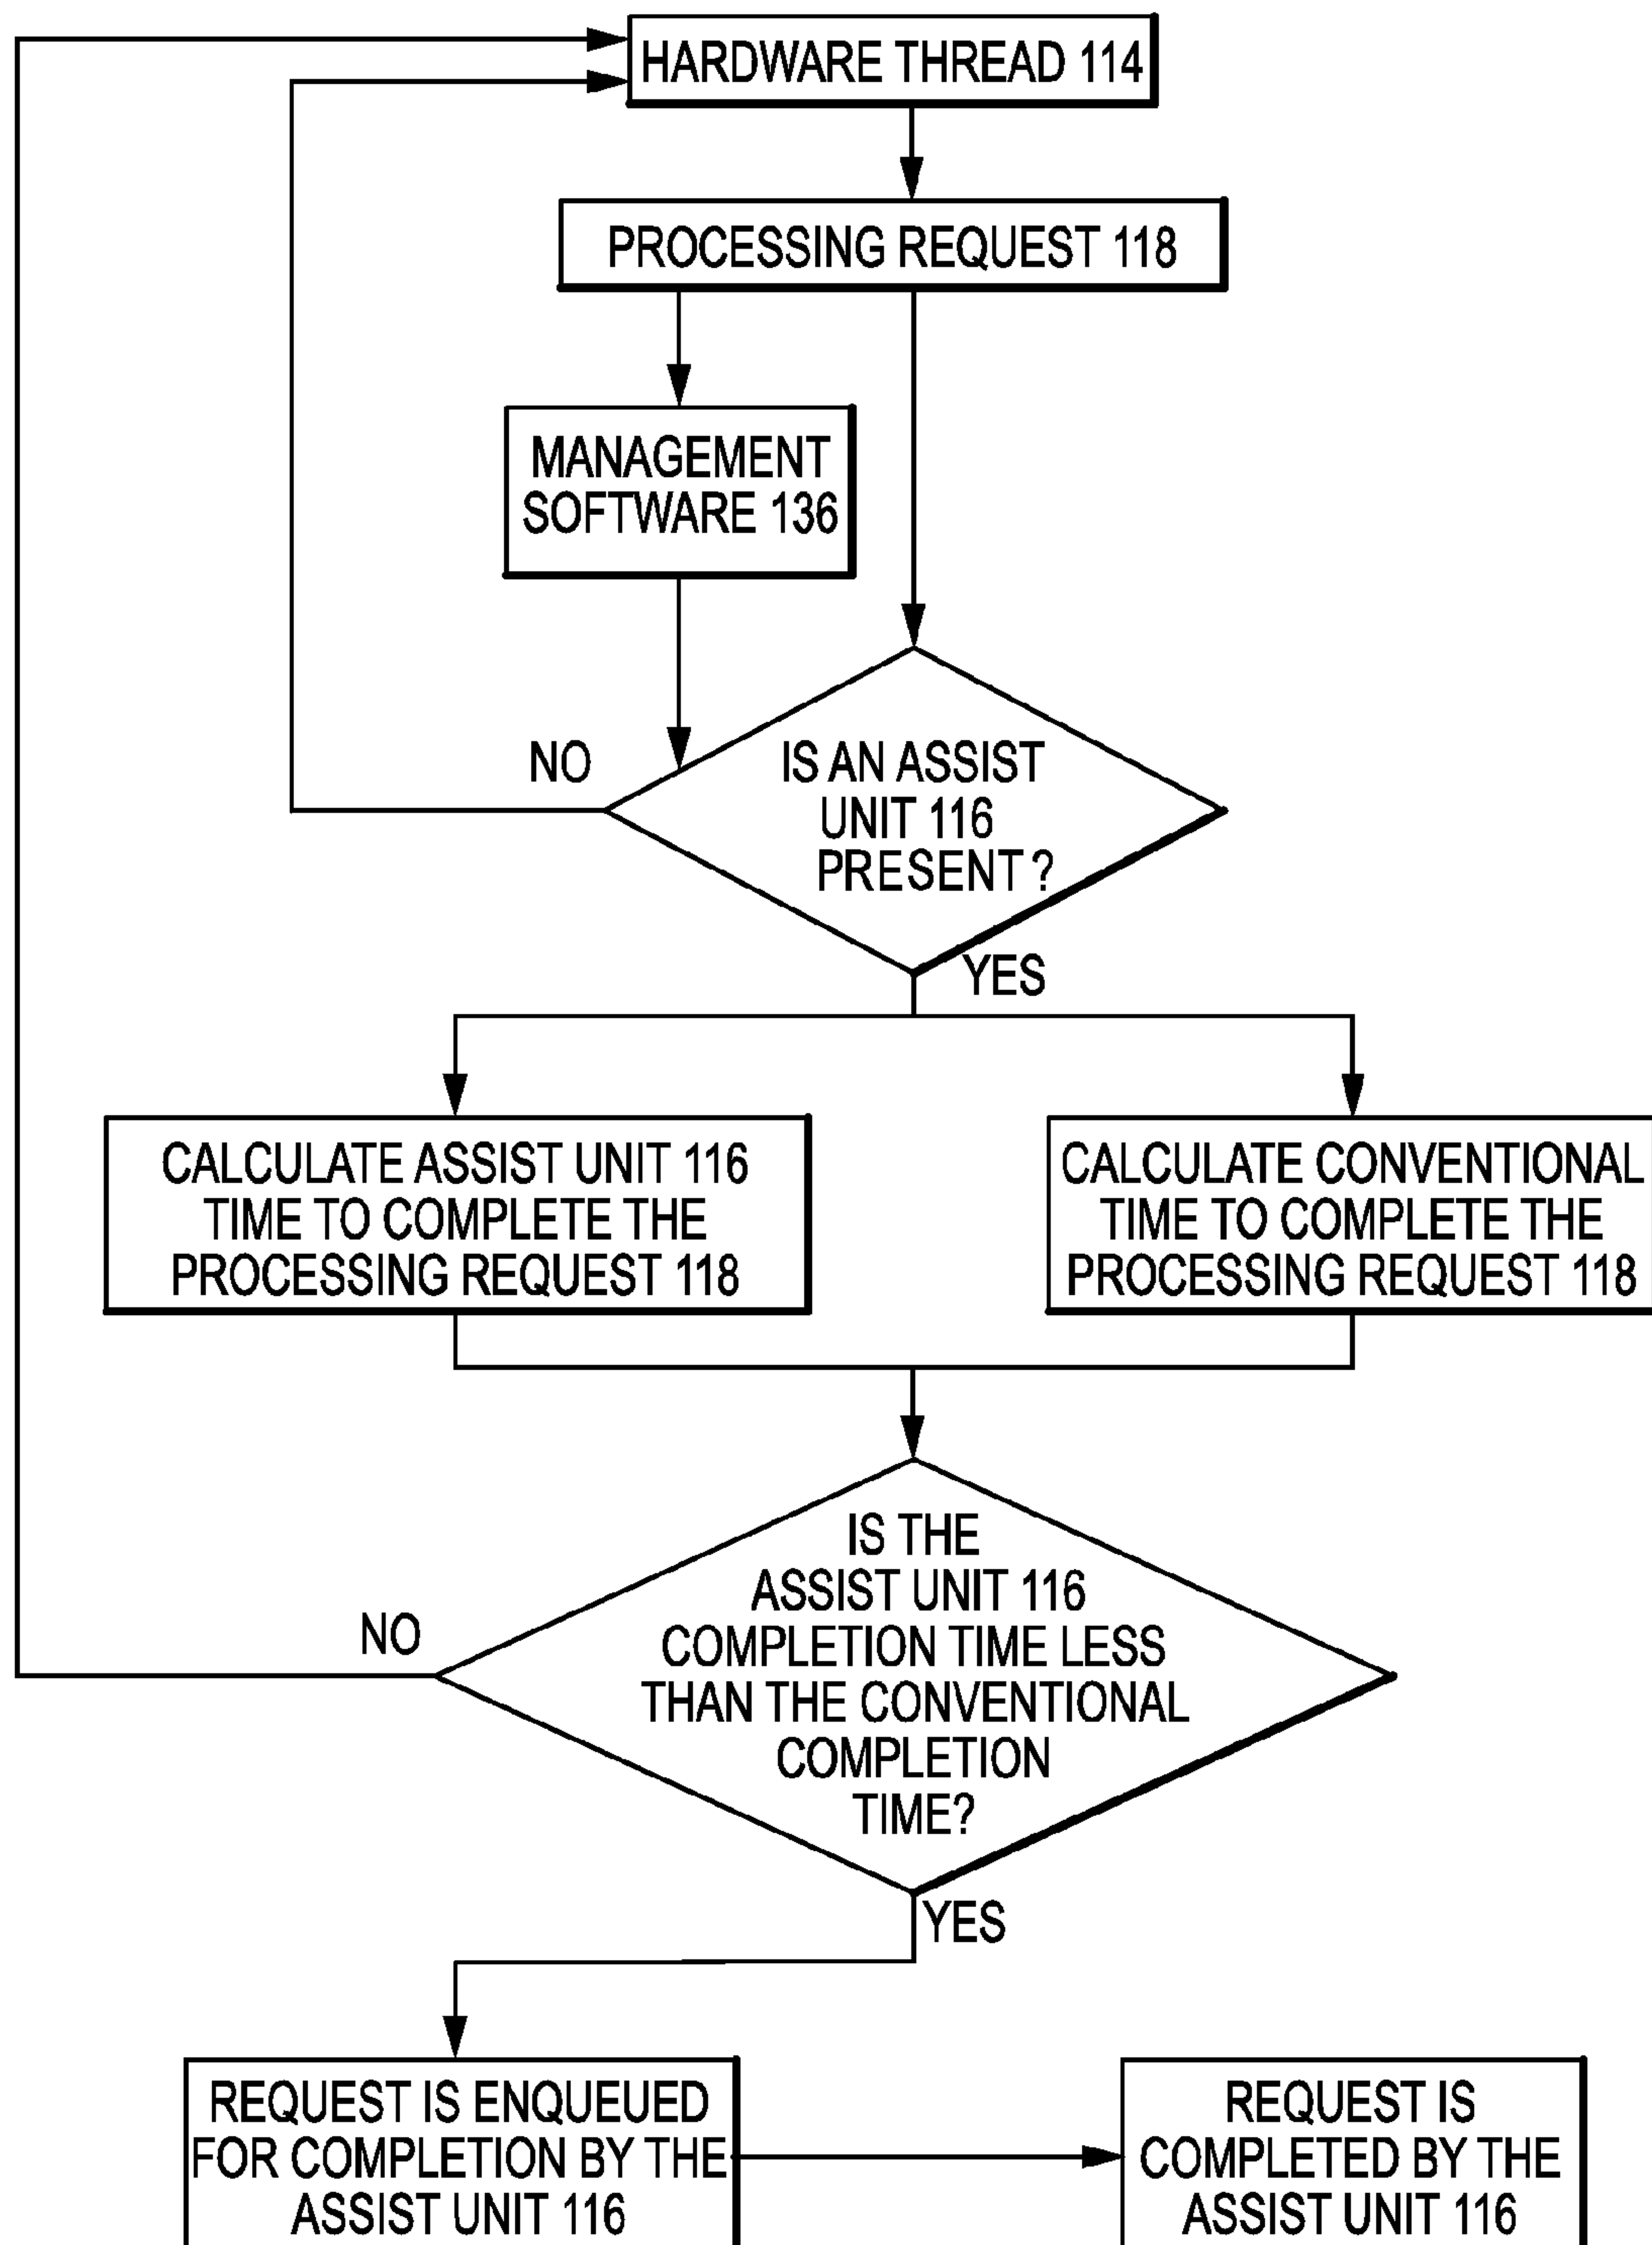 HARDWARE THREAD 114
PROCESSING REQUEST 118
MANAGEMENT
SOFTWARE 136
NO
IS AN ASSIST
UNIT 116
PRESENT ?
YES
CALCULATE ASSIST UNIT 116
TIME TO COMPLETE THE
PROCESSING REQUEST 118
CALCULATE CONVENTIONAL
TIME TO COMPLETE THE
PROCESSING REQUEST 118
IS THE
ASSIST UNIT 116
COMPLETION TIME LESS
THAN THE CONVENTIONAL
COMPLETION
TIME?
NO
YES
REQUEST IS ENQUEUED
FOR COMPLETION BY THE
ASSIST UNIT 116
REQUEST IS
COMPLETED BY THE
ASSIST UNIT 116